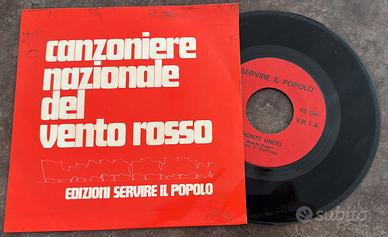 canzoniere
nazionale
del
vento rosso
EDIZIONI SERVIRE IL POPOLO
SERVIRE IL POPOLO
45 Giri
V.R 1 A
FRONTE UNITO
subito